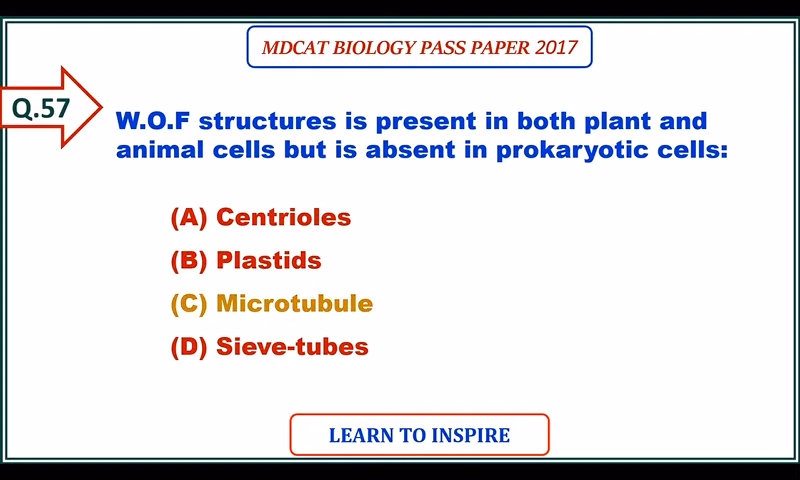 MDCAT BIOLOGY PASS PAPER 2017
Q.57
W.O.F structures is present in both plant and
animal cells but is absent in prokaryotic cells:
(A) Centrioles
(B) Plastids
(C) Microtubule
(D) Sieve-tubes
LEARN TO INSPIRE